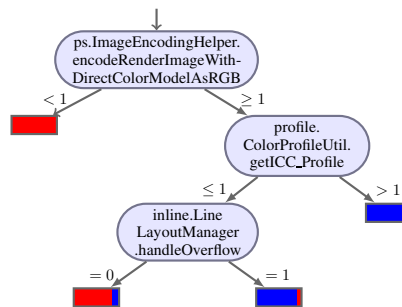 ps.ImageEncodingHelper.
encodeRenderImageWith-
DirectColorModelAsRGB
< 1
≥ 1
profile.
ColorProfileUtil.
getICC_Profile
≤ 1
> 1
inline.Line
LayoutManager
.handleOverflow
= 0
= 1